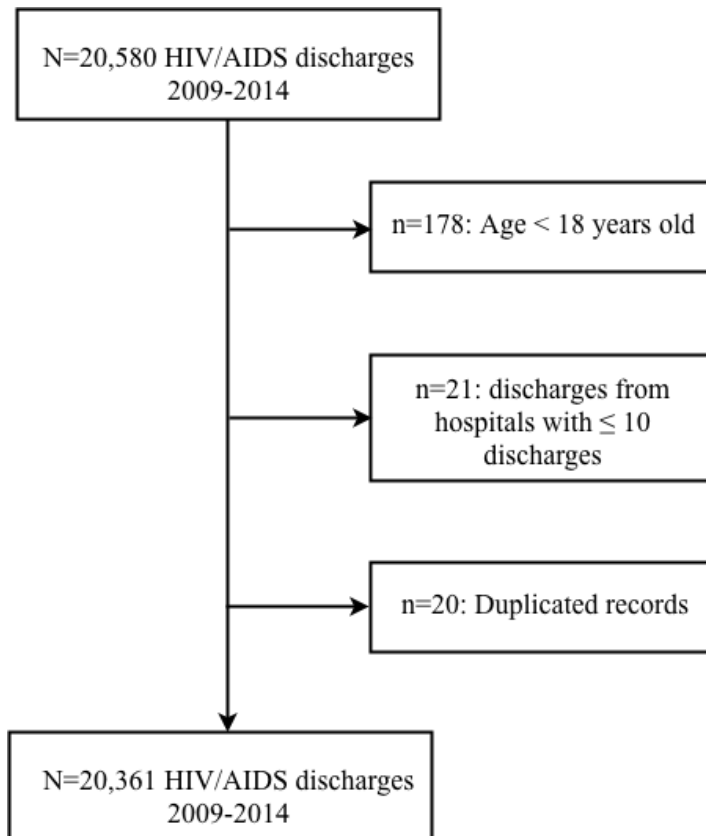 N=20,580 HIV/AIDS discharges
2009-2014
n=178: Age < 18 years old
n=21: discharges from
hospitals with ≤ 10
discharges
n=20: Duplicated records
N=20,361 HIV/AIDS discharges
2009-2014